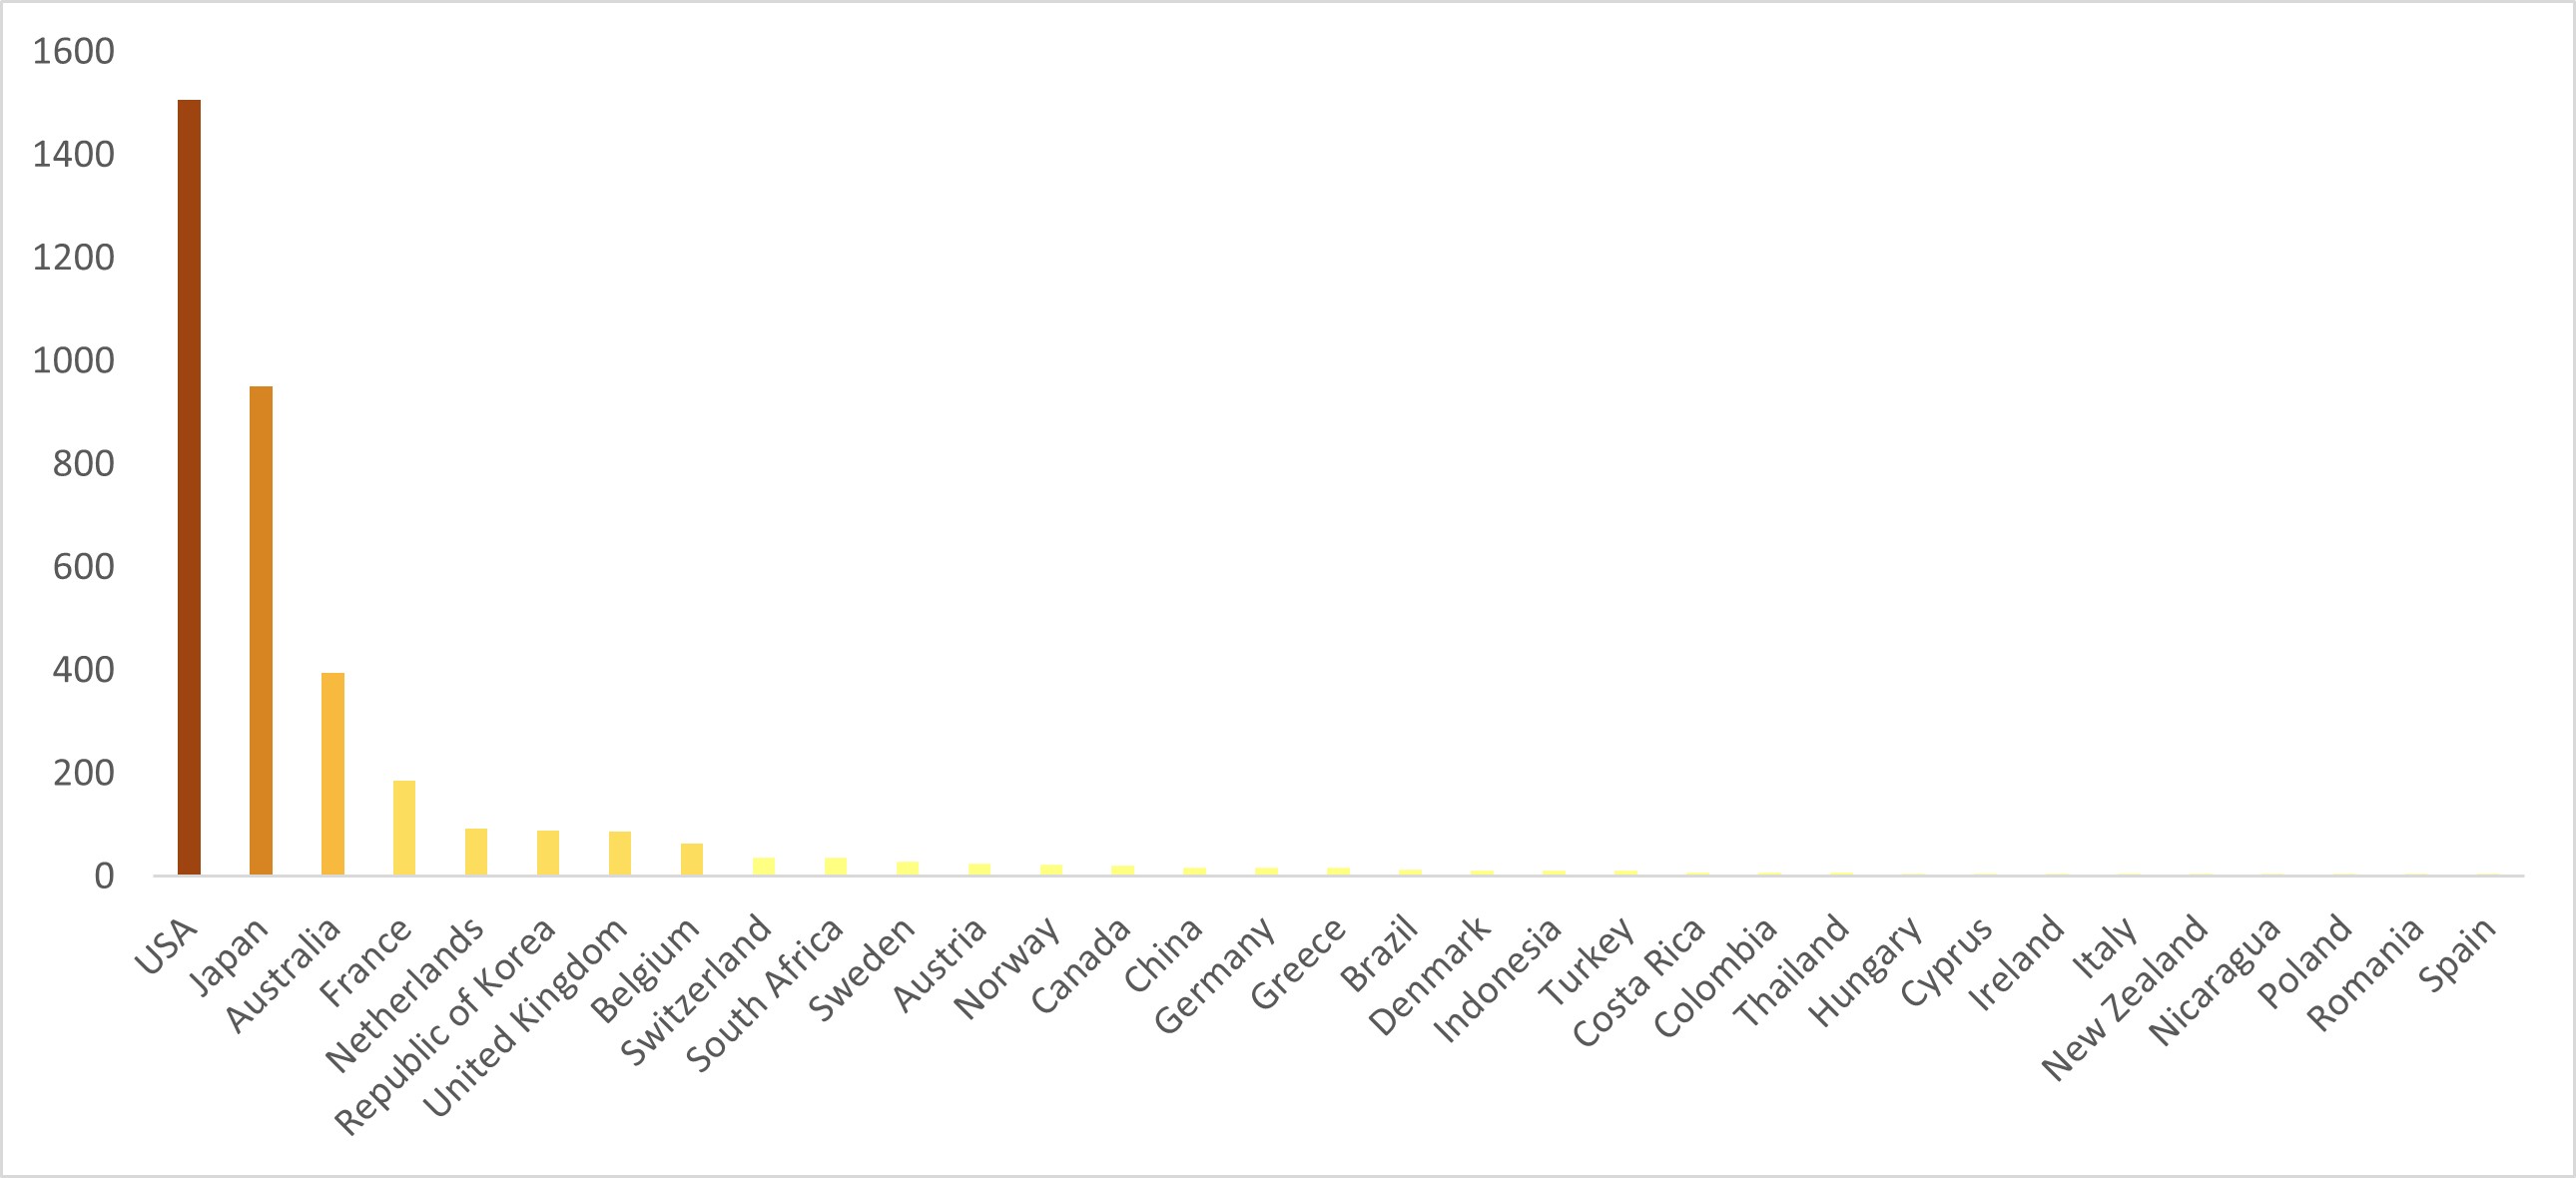 1600
1400
1200
1000
800
600
400
200
0
USA
Japan
Australia
France
Netherlands
Republic of Korea
United Kingdom
Belgium
Switzerland
South Africa
Sweden
Austria
Norway
Canada
China
Germany
Greece
Brazil
Denmark
Indonesia
Turkey
Costa Rica
Colombia
Thailand
Hungary
Cyprus
Ireland
Italy
New Zealand
Nicaragua
Poland
Romania
Spain